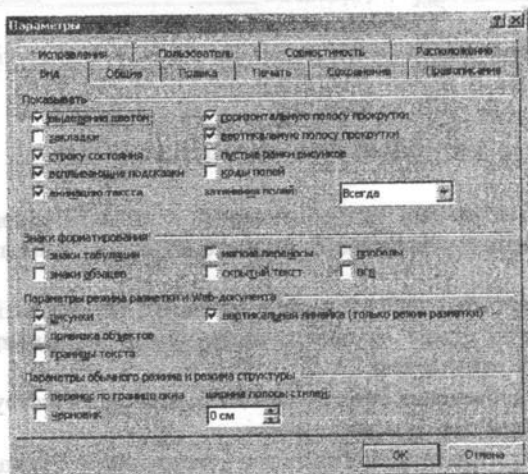 Параметры
Исправления Пользователь Совместимость Расположение
Вид Общие Правка Печать Сохранение Правописание
Показывать
выделение цветом горизонтальную полосу прокрутки
закладки вертикальную полосу прокрутки
строку состояния пустые рамки рисунков
всплывающие подсказки коды полей
анимацию текста затенение полей: Всегда
Знаки форматирования
знаки табуляции мягкие переносы пробелы
знаки абзацев скрытый текст все
Параметры режима разметки и Web-документа
рисунки вертикальная линейка (только режим разметки)
привязка объектов
границы текста
Параметры обычного режима и режима структуры
перенос по границе окна ширина полосы стилей:
черновик 0 см
OK Отмена